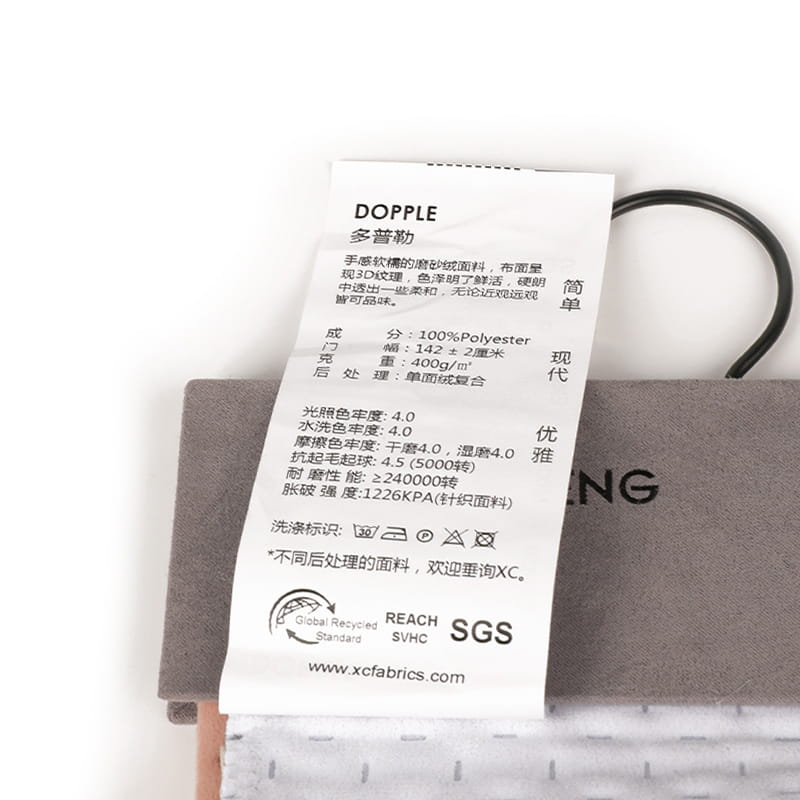 DOPPLE
多普勒
手感软糯的磨砂绒面料，布面呈
现3D纹理，色泽明了鲜活，硬朗
中透出一些柔和，无论近观远观
皆可品味。
简单
成 分：100%Polyester
门 幅：142 ± 2厘米
克 重：400g/㎡
后 处 理：单面绒复合
现代
光照色牢度: 4.0
水洗色牢度: 4.0
摩擦色牢度: 干磨4.0，湿磨4.0
抗起毛起球: 4.5 (5000转)
耐 磨 性 能: ≥240000转
胀破 强 度:1226KPA(针织面料)
优雅
洗涤标识: 30 P
*不同后处理的面料，欢迎垂询XC。
Global Recycled
Standard
REACH
SVHC
SGS
www.xcfabrics.com
ENG